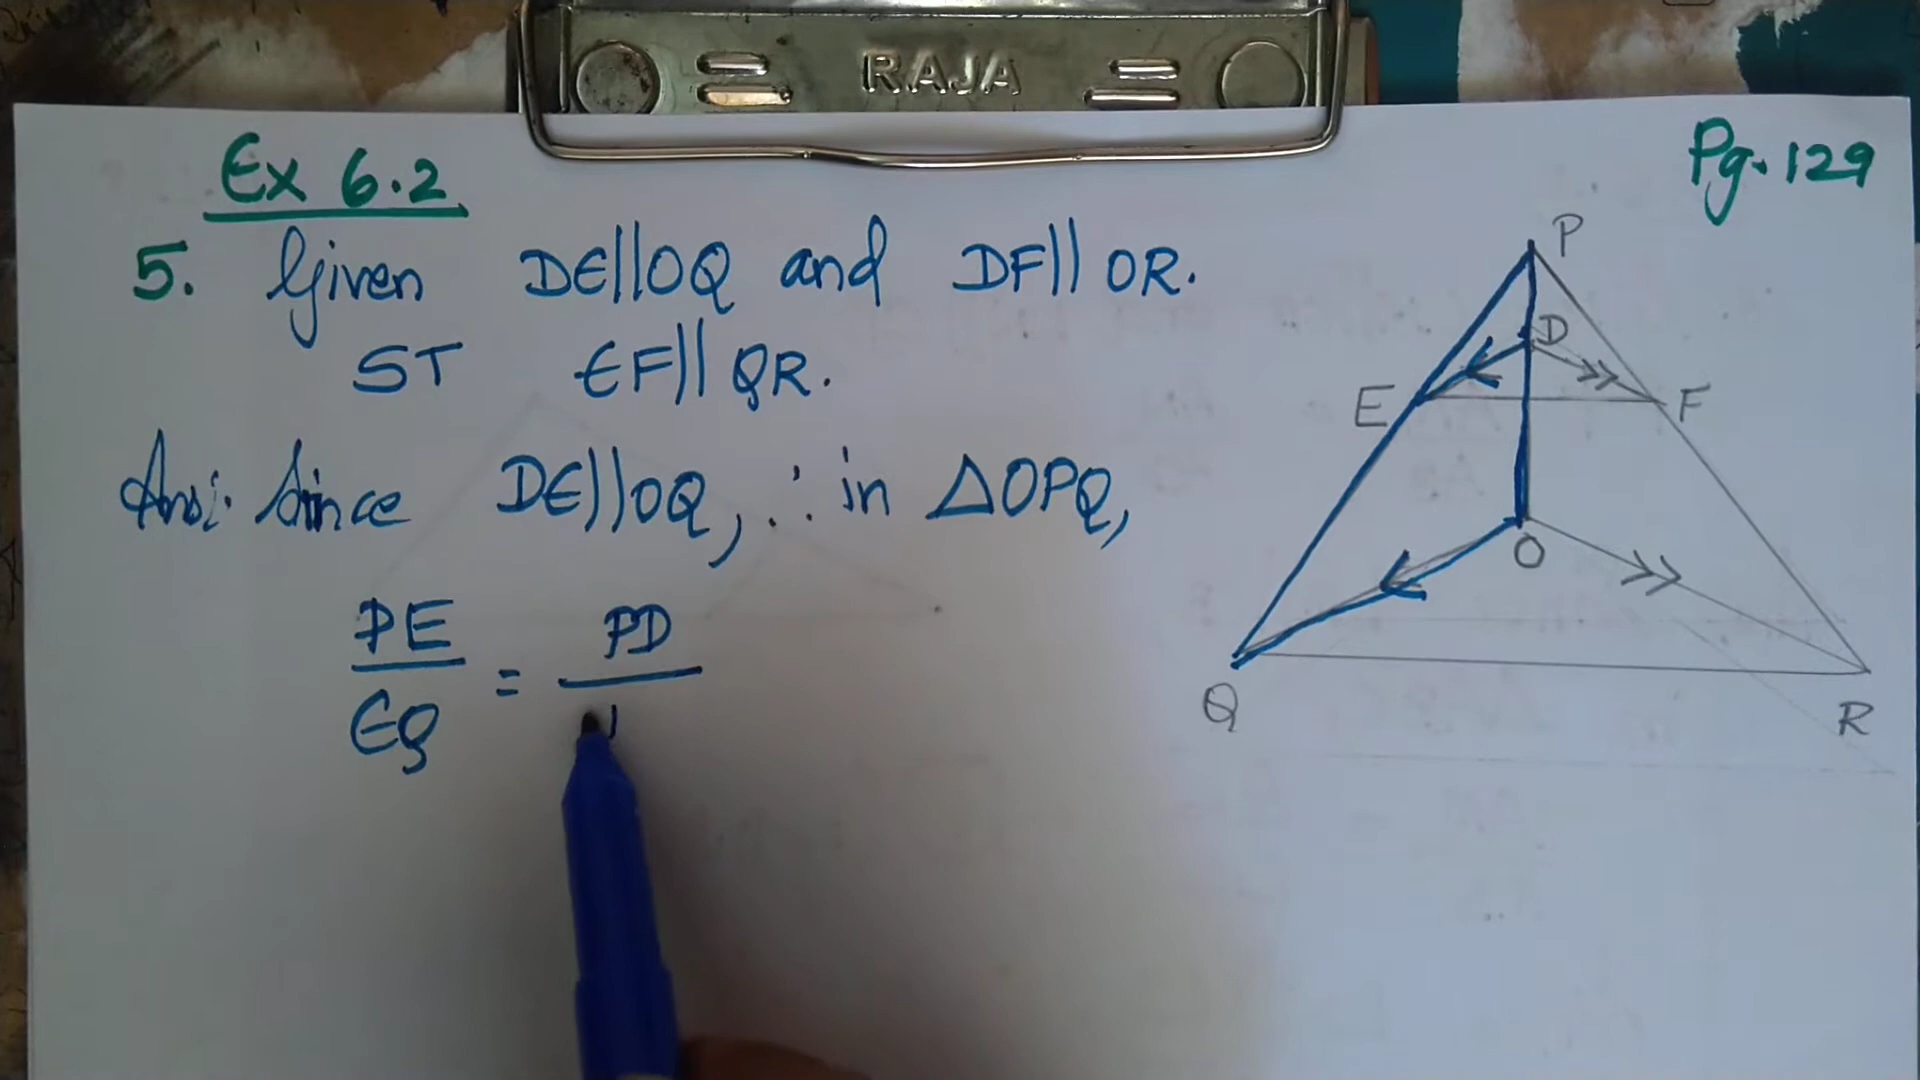 RAJA
Ex 6.2
Pg. 129
5. Given DE||OQ and DF||OR.
ST EF||QR.
Ans: Since DE||OQ, ∴ in △OPQ,
PE
EQ
=
PD
P
D
E
F
O
Q
R